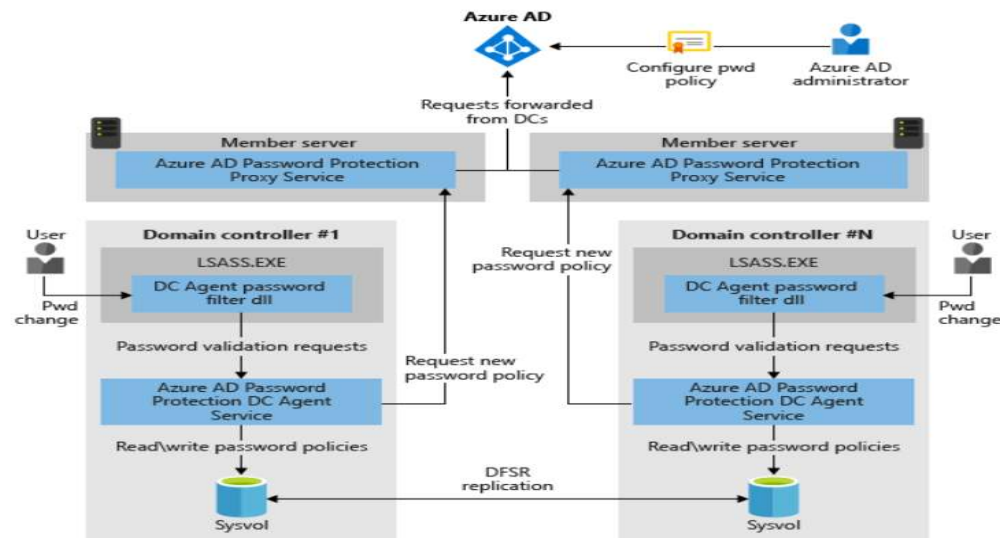 Azure AD
Configure pwd
policy
Azure AD
administrator
Requests forwarded
from DCs
Member server
Azure AD Password Protection
Proxy Service
Member server
Azure AD Password Protection
Proxy Service
User
Pwd
change
Domain controller #1
LSASS.EXE
DC Agent password
filter dll
Password validation requests
Azure AD Password
Protection DC Agent
Service
Read\write password policies
Sysvol
Request new
password policy
Request new
password policy
DFSR
replication
Domain controller #N
LSASS.EXE
DC Agent password
filter dll
Password validation requests
Azure AD Password
Protection DC Agent
Service
Read\write password policies
Sysvol
User
Pwd
change